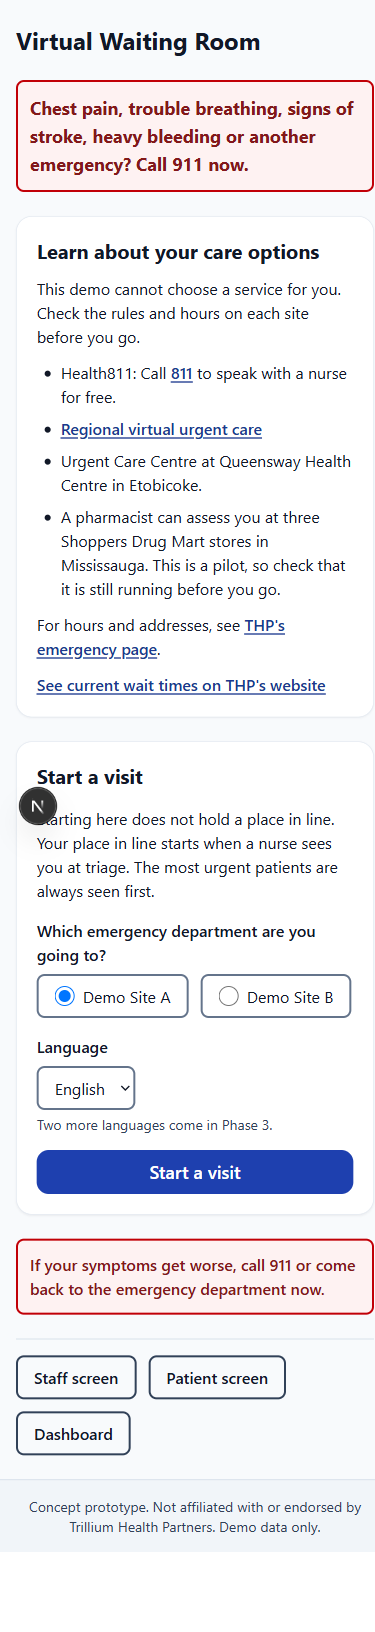 Virtual Waiting Room
Chest pain, trouble breathing, signs of
stroke, heavy bleeding or another
emergency? Call 911 now.
Learn about your care options
This demo cannot choose a service for you.
Check the rules and hours on each site
before you go.
Health811: Call 811 to speak with a nurse
for free.
Regional virtual urgent care
Urgent Care Centre at Queensway Health
Centre in Etobicoke.
A pharmacist can assess you at three
Shoppers Drug Mart stores in
Mississauga. This is a pilot, so check that
it is still running before you go.
For hours and addresses, see THP's
emergency page.
See current wait times on THP's website
Start a visit
N
arting here does not hold a place in line.
Your place in line starts when a nurse sees
you at triage. The most urgent patients are
always seen first.
Which emergency department are you
going to?
Demo Site A
Demo Site B
Language
English
Two more languages come in Phase 3.
Start a visit
If your symptoms get worse, call 911 or come
back to the emergency department now.
Staff screen
Patient screen
Dashboard
Concept prototype. Not affiliated with or endorsed by
Trillium Health Partners. Demo data only.